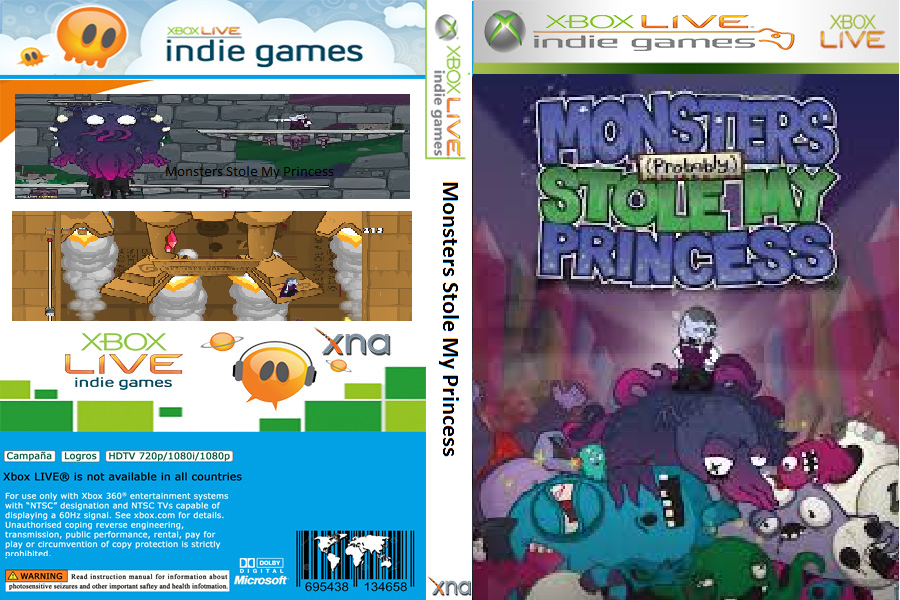 XBOX LIVE
indie games
Monsters Stole My Princess
XBOX LIVE
indie games
xna
Campaña Logros HDTV 720p/1080i/1080p
Xbox LIVE® is not available in all countries
For use only with Xbox 360® entertainment systems
with “NTSC” designation and NTSC TVs capable of
displaying a 60Hz signal. See xbox.com for details.
Unauthorised coping reverse engineering,
transmission, public performance, rental, pay for
play or circumvention of copy protection is strictly
prohibited.
WARNING Read instruction manual for information about
photosensitive seizures and other important saftey and health infotmation.
DOLBY
DIGITAL
Microsoft
695438 134658
XBOX LIVE
indie games
Monsters Stole My Princess
xna
XBOX LIVE
indie games
XBOX
LIVE
MONSTERS
(Probably)
STOLE MY
PRINCESS